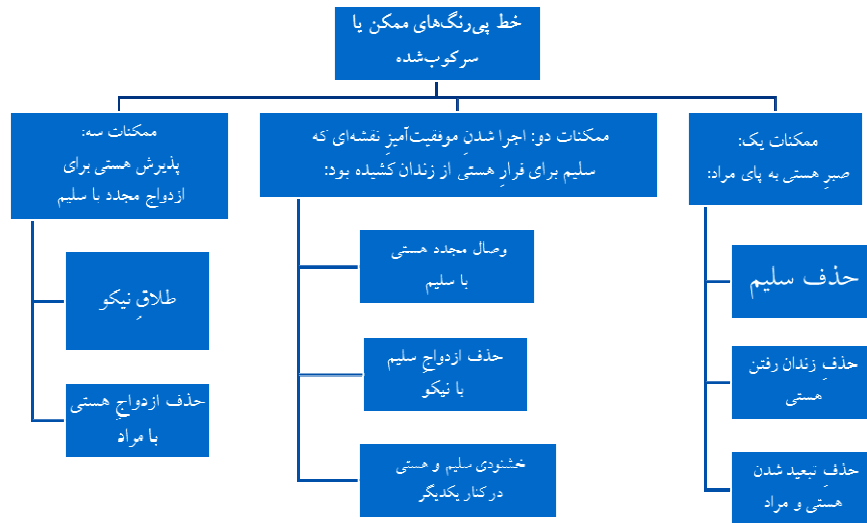 خط پی‌رنگ‌های ممکن یا
سرکوب‌شده
ممکنات یک:
صبرِ هستی به پای مراد:
حذف سلیم
حذفِ زندان رفتن
هستی
حذفِ تبعید شدن
هستی و مراد
ممکنات دو: اجرا شدنِ موفقیت‌آمیزِ نقشه‌ای که
سلیم برای فرارِ هستی از زندان کشیده بود:
وصال مجدد هستی
با سلیم
حذف ازدواجِ سلیم
با نیکو
خشنودی سلیم و هستی
در کنار یکدیگر
ممکنات سه:
پذیرش هستی برای
ازدواج مجدد با سلیم
طلاقِ نیکو
حذف ازدواجِ هستی
با مراد